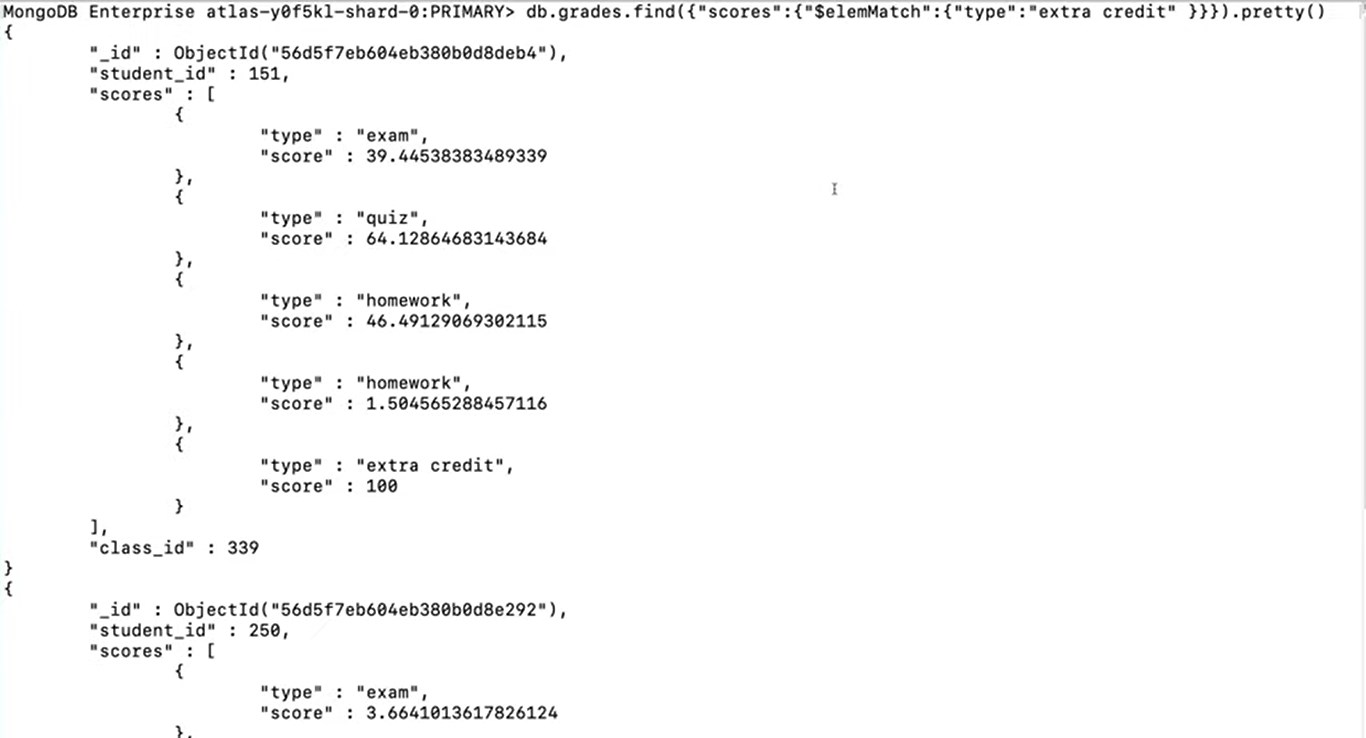 MongoDB Enterprise atlas-y0f5kl-shard-0:PRIMARY> db.grades.find({"scores":{"$elemMatch":{"type":"extra credit" }}}).pretty()
{
"_id" : ObjectId("56d5f7eb604eb380b0d8deb4"),
"student_id" : 151,
"scores" : [
{
"type" : "exam",
"score" : 39.44538383489339
},
{
"type" : "quiz",
"score" : 64.12864683143684
},
{
"type" : "homework",
"score" : 46.49129069302115
},
{
"type" : "homework",
"score" : 1.504565288457116
},
{
"type" : "extra credit",
"score" : 100
}
],
"class_id" : 339
}
{
"_id" : ObjectId("56d5f7eb604eb380b0d8e292"),
"student_id" : 250,
"scores" : [
{
"type" : "exam",
"score" : 3.6641013617826124
},